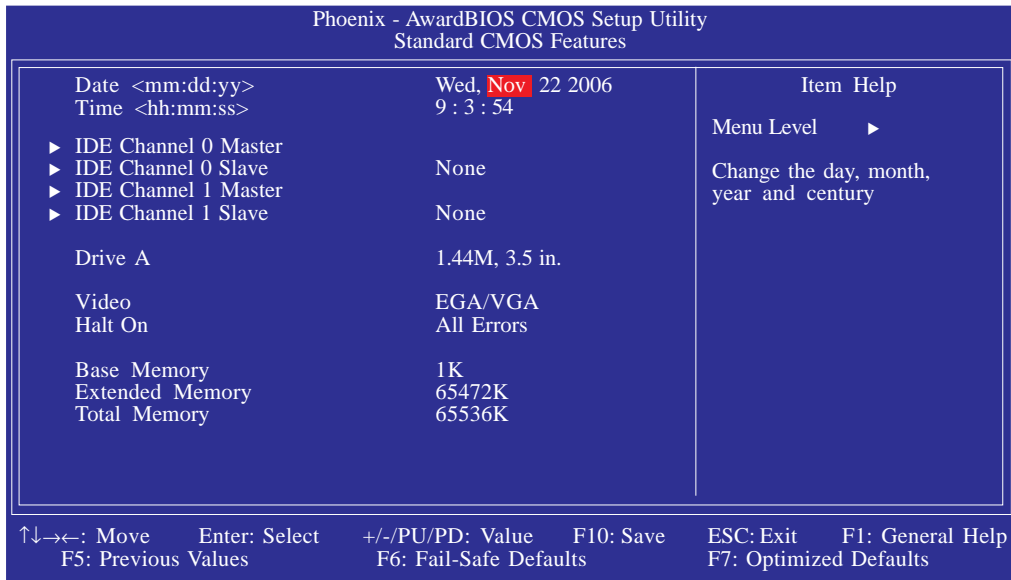 Phoenix - AwardBIOS CMOS Setup Utility
Standard CMOS Features
Date <mm:dd:yy> Wed, Nov 22 2006
Time <hh:mm:ss> 9 : 3 : 54
▶ IDE Channel 0 Master
▶ IDE Channel 0 Slave None
▶ IDE Channel 1 Master
▶ IDE Channel 1 Slave None
Drive A 1.44M, 3.5 in.
Video EGA/VGA
Halt On All Errors
Base Memory 1K
Extended Memory 65472K
Total Memory 65536K
Item Help
Menu Level ▶
Change the day, month,
year and century
↑↓→←: Move Enter: Select +/-/PU/PD: Value F10: Save ESC: Exit F1: General Help
F5: Previous Values F6: Fail-Safe Defaults F7: Optimized Defaults